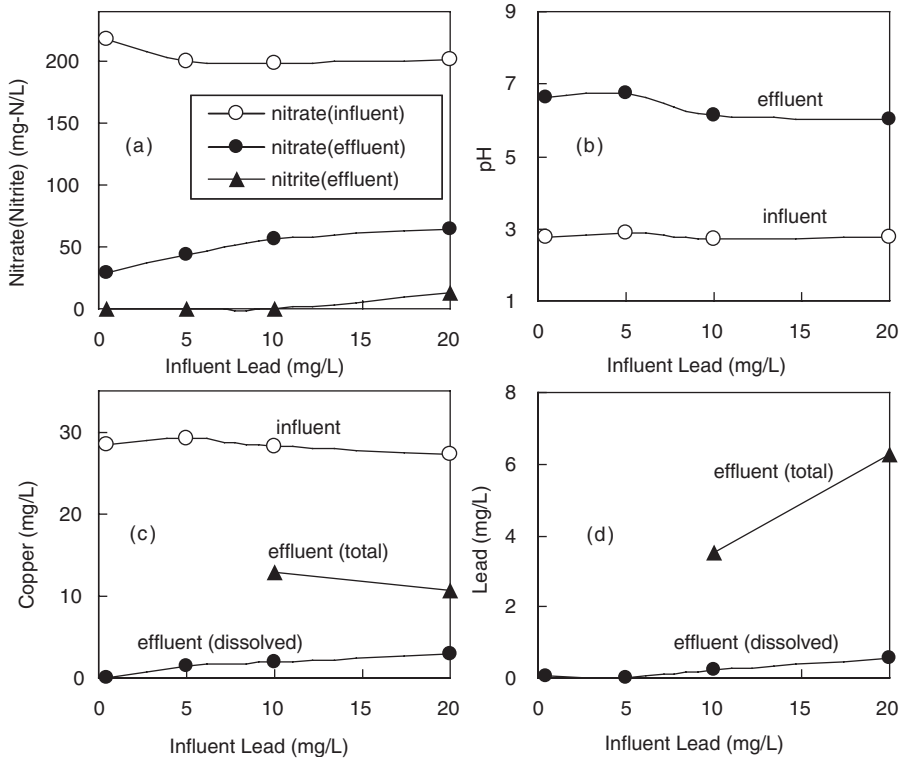 200
150
100
50
0
Nitrate(Nitrite) (mg-N/L)
(a)
nitrate(influent)
nitrate(effluent)
nitrite(effluent)
0 5 10 15 20
Influent Lead (mg/L)
9
7
5
3
1
pH
effluent
(b)
influent
0 5 10 15 20
Influent Lead (mg/L)
30
20
10
0
Copper (mg/L)
influent
(c)
effluent (total)
effluent (dissolved)
0 5 10 15 20
Influent Lead (mg/L)
8
6
4
2
0
Lead (mg/L)
effluent (total)
(d)
effluent (dissolved)
0 5 10 15 20
Influent Lead (mg/L)